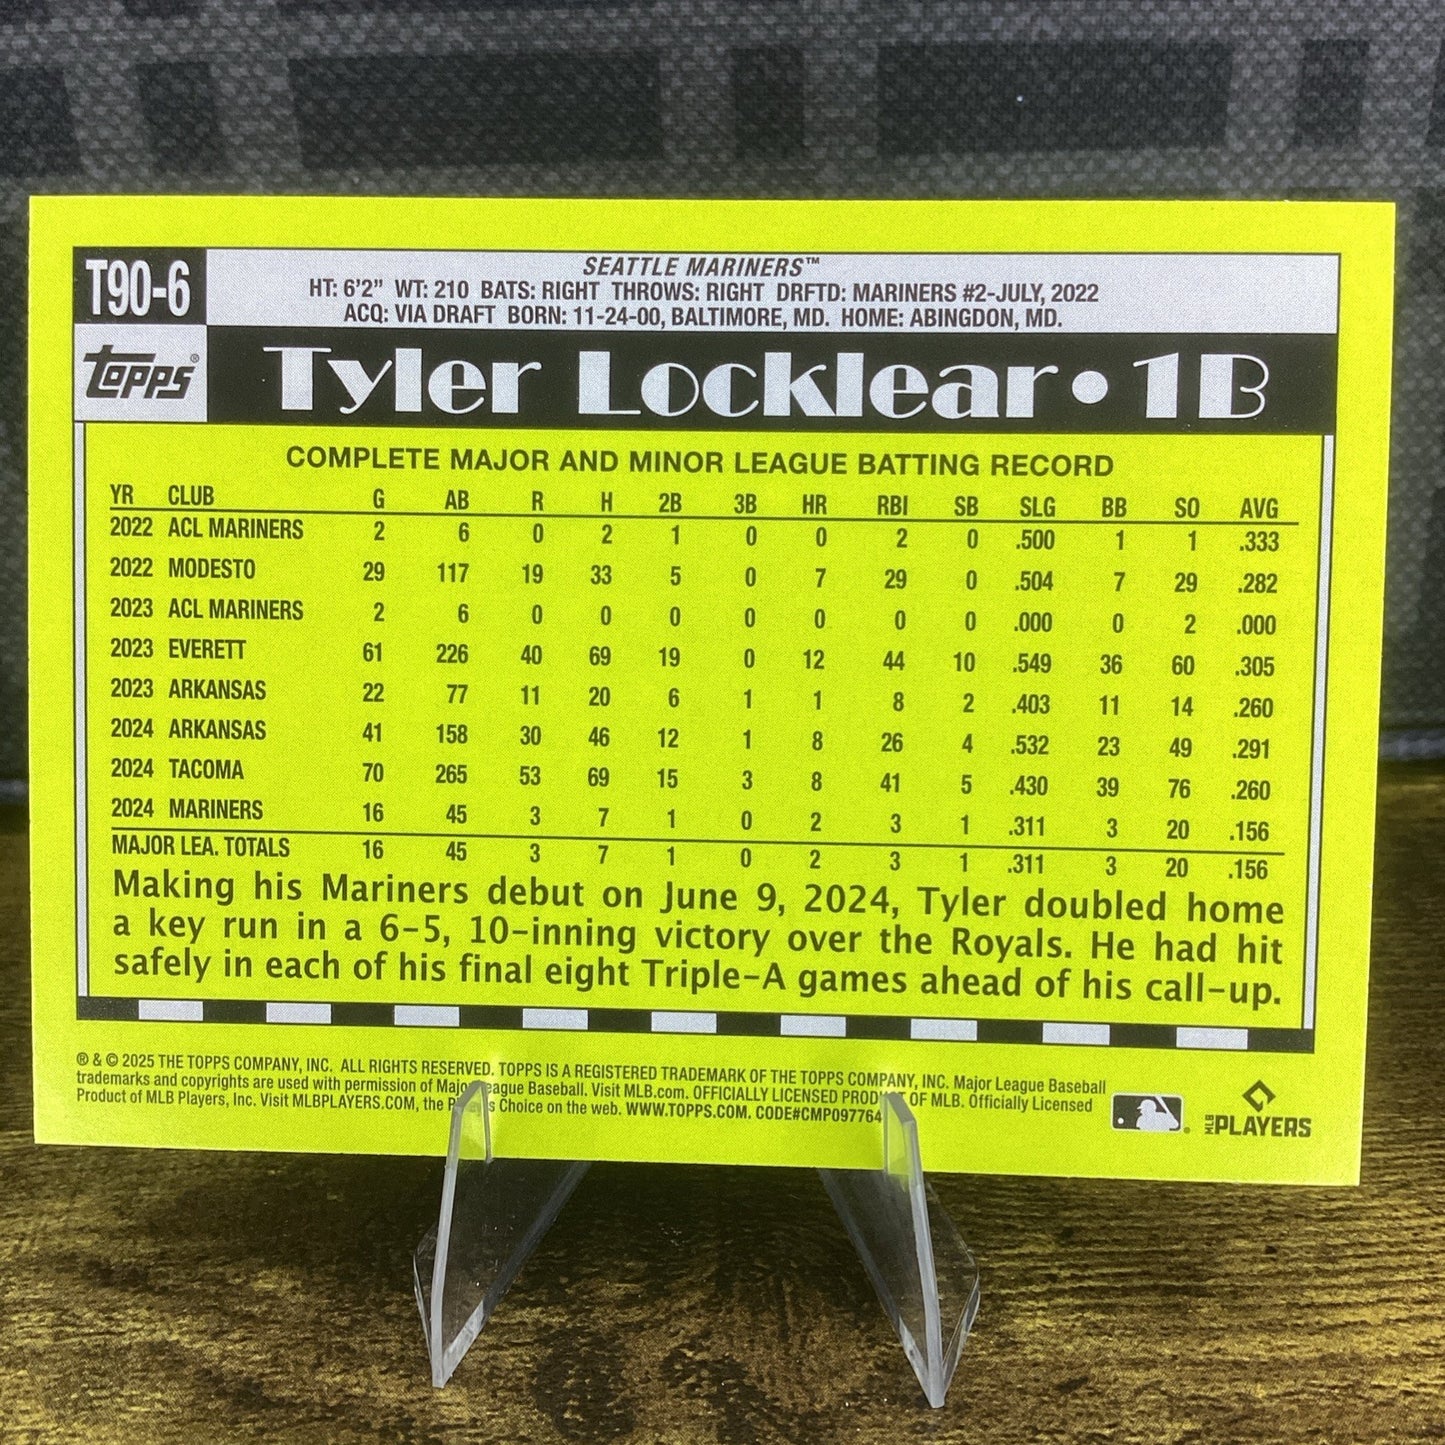 T90-6
SEATTLE MARINERS™
HT: 6'2" WT: 210 BATS: RIGHT THROWS: RIGHT DRFTD: MARINERS #2-JULY, 2022
ACQ: VIA DRAFT BORN: 11-24-00, BALTIMORE, MD. HOME: ABINGDON, MD.
topps®
Tyler Locklear • 1B
COMPLETE MAJOR AND MINOR LEAGUE BATTING RECORD
YR CLUB G AB R H 2B 3B HR RBI SB SLG BB SO AVG
2022 ACL MARINERS 2 6 0 2 1 0 0 2 0 .500 1 1 .333
2022 MODESTO 29 117 19 33 5 0 7 29 0 .504 7 29 .282
2023 ACL MARINERS 2 6 0 0 0 0 0 0 0 .000 0 2 .000
2023 EVERETT 61 226 40 69 19 0 12 44 10 .549 36 60 .305
2023 ARKANSAS 22 77 11 20 6 1 1 8 2 .403 11 14 .260
2024 ARKANSAS 41 158 30 46 12 1 8 26 4 .532 23 49 .291
2024 TACOMA 70 265 53 69 15 3 8 41 5 .430 39 76 .260
2024 MARINERS 16 45 3 7 1 0 2 3 1 .311 3 20 .156
MAJOR LEA. TOTALS 16 45 3 7 1 0 2 3 1 .311 3 20 .156
Making his Mariners debut on June 9, 2024, Tyler doubled home
a key run in a 6-5, 10-inning victory over the Royals. He had hit
safely in each of his final eight Triple-A games ahead of his call-up.
® & © 2025 THE TOPPS COMPANY, INC. ALL RIGHTS RESERVED. TOPPS IS A REGISTERED TRADEMARK OF THE TOPPS COMPANY, INC. Major League Baseball
trademarks and copyrights are used with permission of Major League Baseball. Visit MLB.com. OFFICIALLY LICENSED PRODUCT OF MLB. Officially Licensed
Product of MLB Players, Inc. Visit MLBPLAYERS.COM, the Players Choice on the web. WWW.TOPPS.COM. CODE#CMP097764
MLB PLAYERS